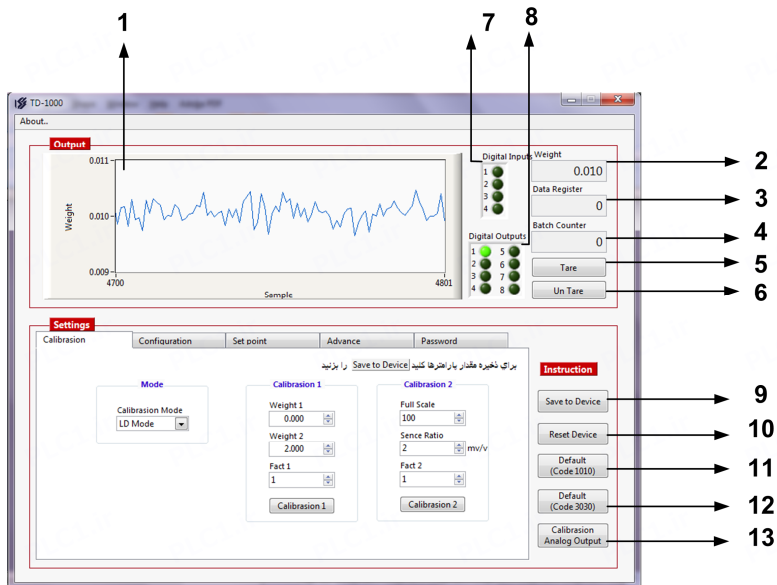 1
7
8
TD-1000
About..
Output
0.011
0.010
0.009
Weight
4700
4801
Sample
Digital Inputs
1
2
3
4
Digital Outputs
1 5
2 6
3 7
4 8
Weight
0.010
Data Register
0
Batch Counter
0
Tare
Un Tare
2
3
4
5
6
Settings
Calibrasion
Configuration
Set point
Advance
Password
برای ذخیره مقدار پارامترها کلید Save to Device را بزنید
Mode
Calibrasion Mode
LD Mode
Calibrasion 1
Weight 1
0.000
Weight 2
2.000
Fact 1
1
Calibrasion 1
Calibrasion 2
Full Scale
100
Sence Ratio
2 mv/v
Fact 2
1
Calibrasion 2
Instruction
Save to Device
Reset Device
Default
(Code 1010)
Default
(Code 3030)
Calibrasion
Analog Output
9
10
11
12
13
PLC1.ir